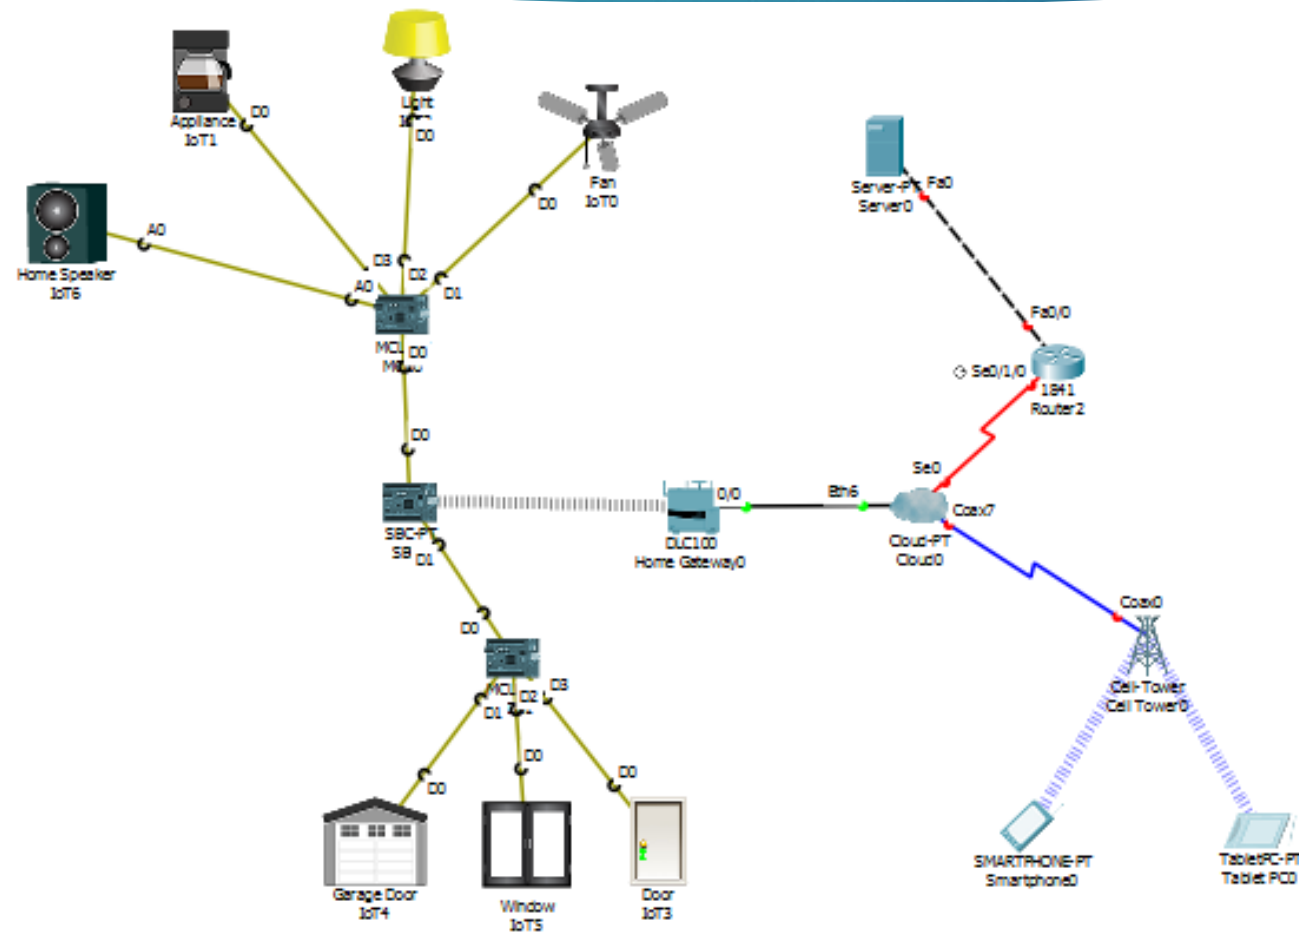 D0
Appliance
IoT1
Light
D0
D0
Fan
IoT0
Fa0
Server-PT
Server0
A0
Home Speaker
IoT6
D3
D2
A0
D1
Fa0/0
D0
Se0/1/0
1841
Router2
D0
Se0
0/0
Eth6
Coax7
SBC-PT
SB
D1
DLC100
Home Gateway0
Cloud-PT
Cloud0
Coax0
D0
D3
D2
D1
Cell-Tower
Cell Tower0
D0
D0
D0
SMARTPHONE-PT
Smartphone0
TabletPC-PT
Tablet PC0
Garage Door
IoT4
Window
IoT5
Door
IoT3